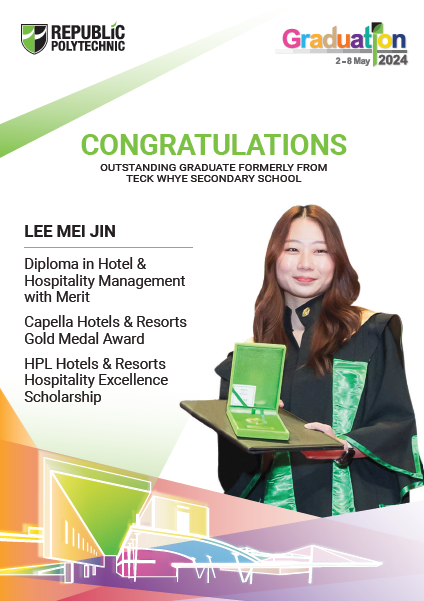 REPUBLIC
POLYTECHNIC
Graduation
2 - 8 May 2024
CONGRATULATIONS
OUTSTANDING GRADUATE FORMERLY FROM
TECK WHYE SECONDARY SCHOOL
LEE MEI JIN
Diploma in Hotel &
Hospitality Management
with Merit
Capella Hotels & Resorts
Gold Medal Award
HPL Hotels & Resorts
Hospitality Excellence
Scholarship